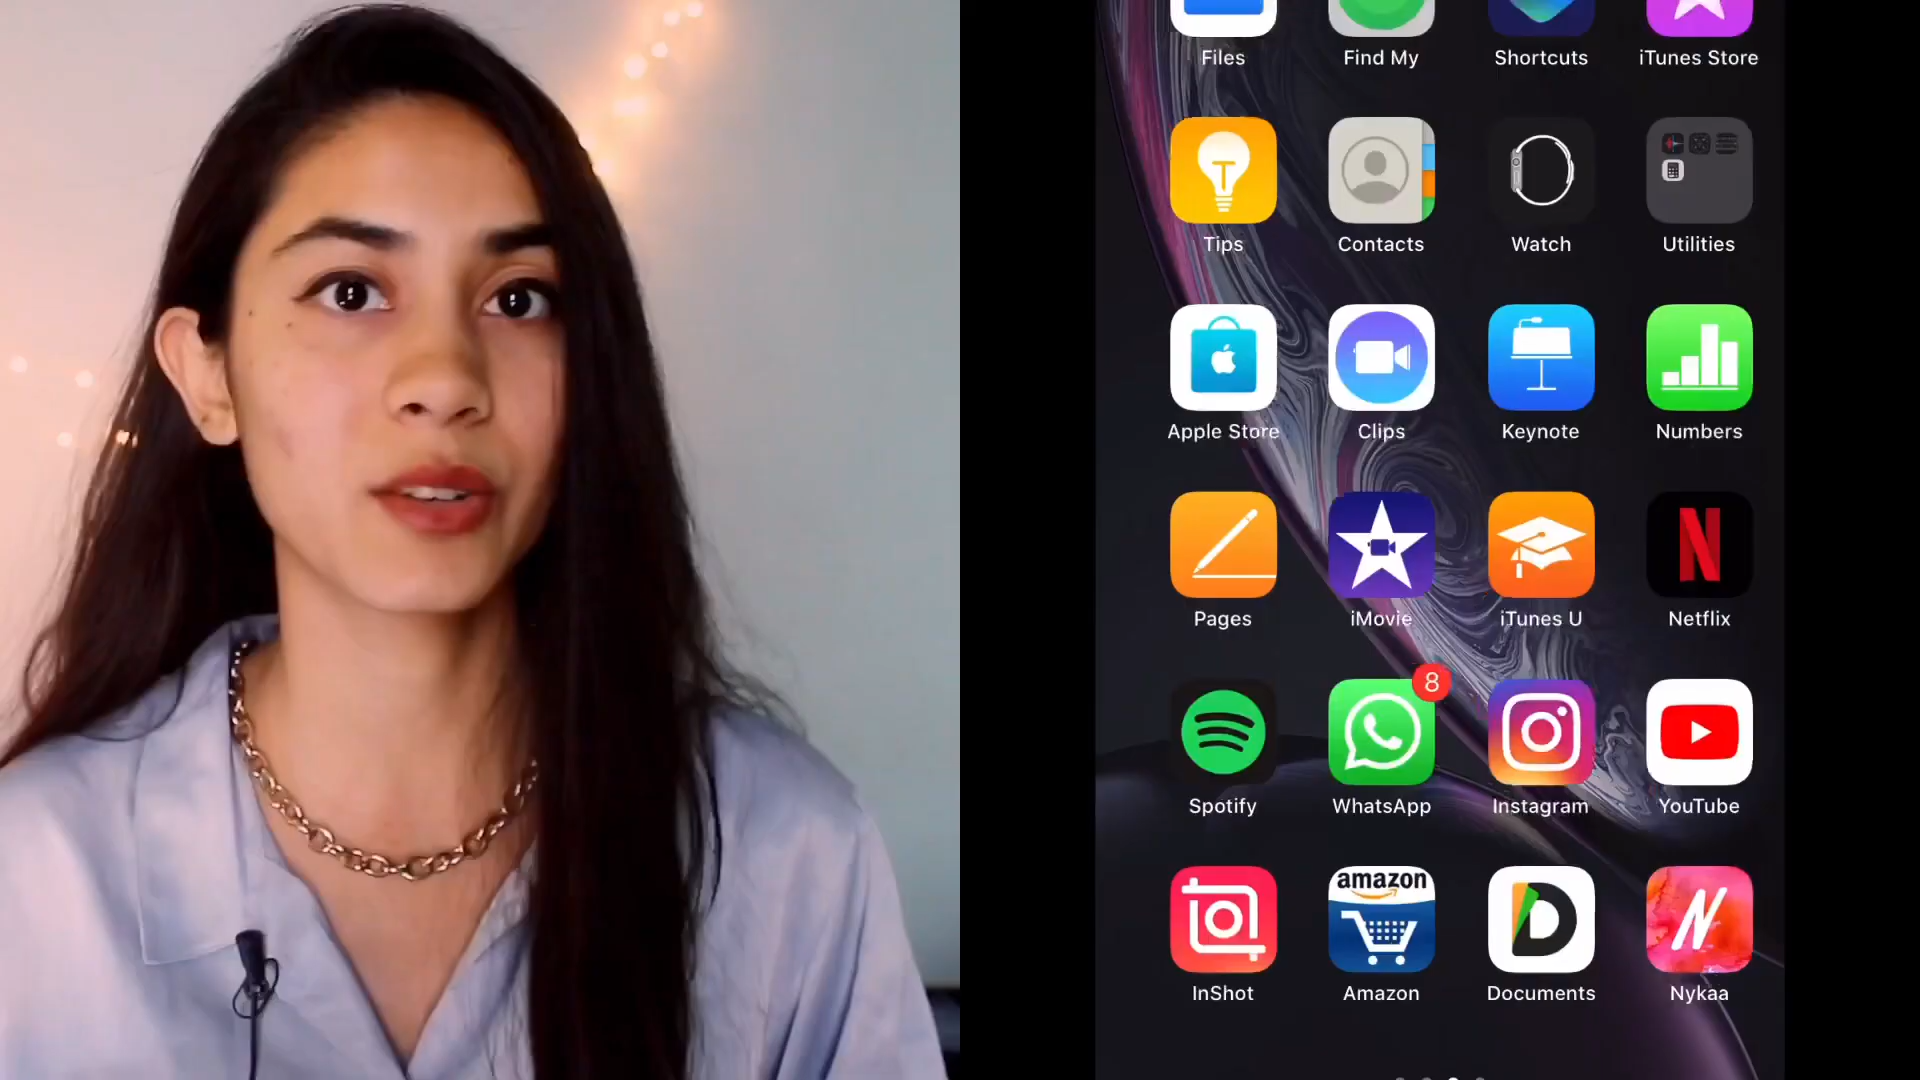 Files Find My Shortcuts iTunes Store
Tips Contacts Watch Utilities
Apple Store Clips Keynote Numbers
Pages iMovie iTunes U Netflix
8
Spotify WhatsApp Instagram YouTube
amazon
InShot Amazon Documents Nykaa